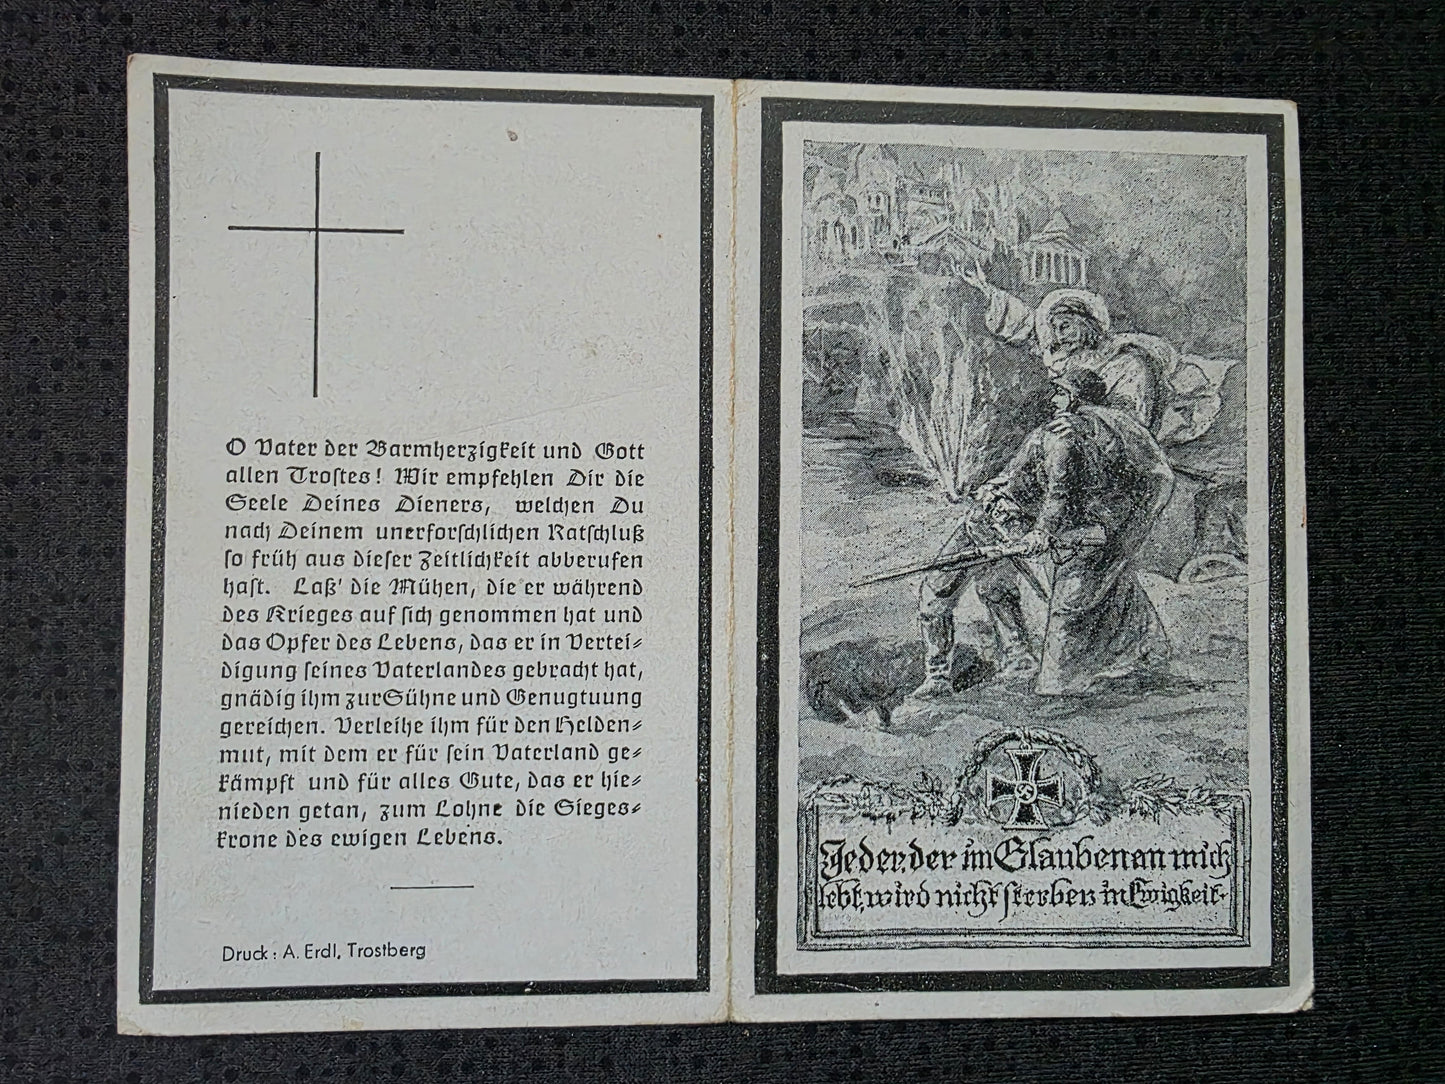 O Vater der Barmherzigkeit und Gott
allen Trostes! Wir empfehlen Dir die
Seele Deines Dieners, welchen Du
nach Deinem unerforschlichen Ratschluß
so früh aus dieser Zeitlichkeit abberufen
hast. Laß' die Mühen, die er während
des Krieges auf sich genommen hat und
das Opfer des Lebens, das er in Vertei-
digung seines Vaterlandes gebracht hat,
gnädig ihm zur Sühne und Genugtuung
gereichen. Verleihe ihm für den Helden-
mut, mit dem er für sein Vaterland ge-
kämpft und für alles Gute, das er hie-
nieden getan, zum Lohne die Sieges-
krone des ewigen Lebens.
Druck: A. Erdl, Trostberg
Jeder, der im Glauben an mich
lebt, wird nicht sterben in Ewigkeit.